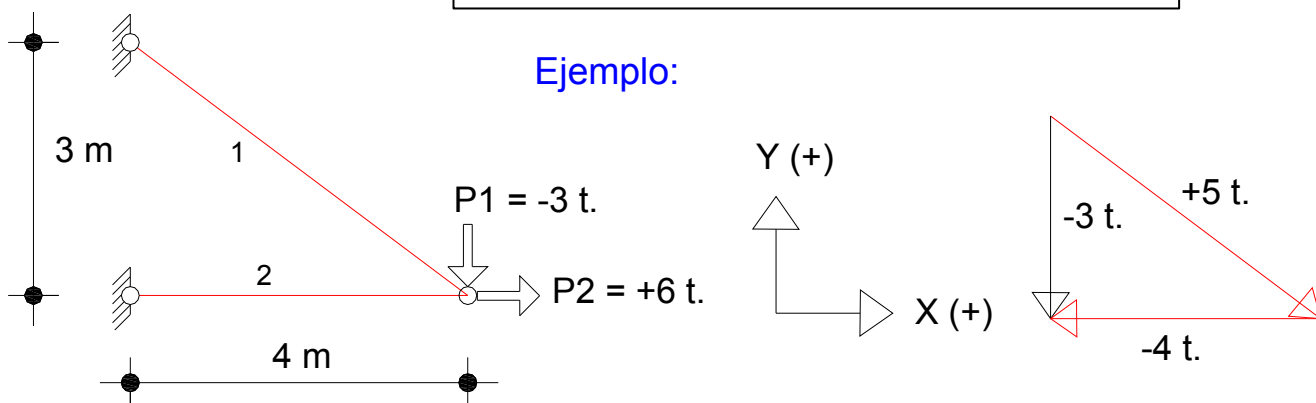 Ejemplo:
3 m
1
P1 = -3 t.
2
P2 = +6 t.
4 m
Y (+)
X (+)
-3 t.
+5 t.
-4 t.